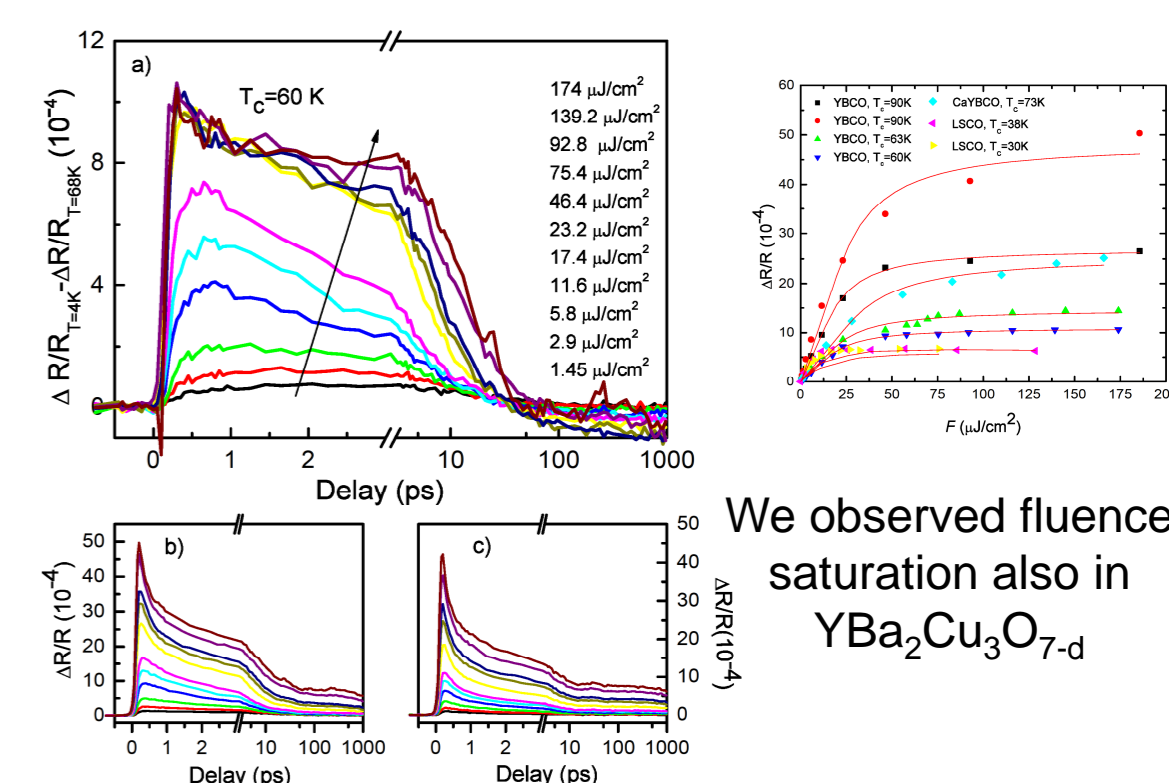 12
8
4
0
a)
T_c=60 K
174 μJ/cm²
139.2 μJ/cm²
92.8 μJ/cm²
75.4 μJ/cm²
46.4 μJ/cm²
23.2 μJ/cm²
17.4 μJ/cm²
11.6 μJ/cm²
5.8 μJ/cm²
2.9 μJ/cm²
1.45 μJ/cm²
Δ R/R_T=4K-ΔR/R_T=68K (10⁻⁴)
0 1 2 10 100 1000
Delay (ps)
60
50
40
30
20
10
0
ΔR/R (10⁻⁴)
YBCO, T_c=90K
YBCO, T_c=90K
YBCO, T_c=63K
YBCO, T_c=60K
CaYBCO, T_c=73K
LSCO, T_c=38K
LSCO, T_c=30K
0 25 50 75 100 125 150 175 200
F (μJ/cm²)
b)
50
40
30
20
10
0
ΔR/R (10⁻⁴)
0 1 2 10 100 1000
Delay (ps)
c)
50
40
30
20
10
0
ΔR/R(10⁻⁴)
0 1 2 10 100 1000
Delay (ps)
We observed fluence
saturation also in
YBa₂Cu₃O₇₋d